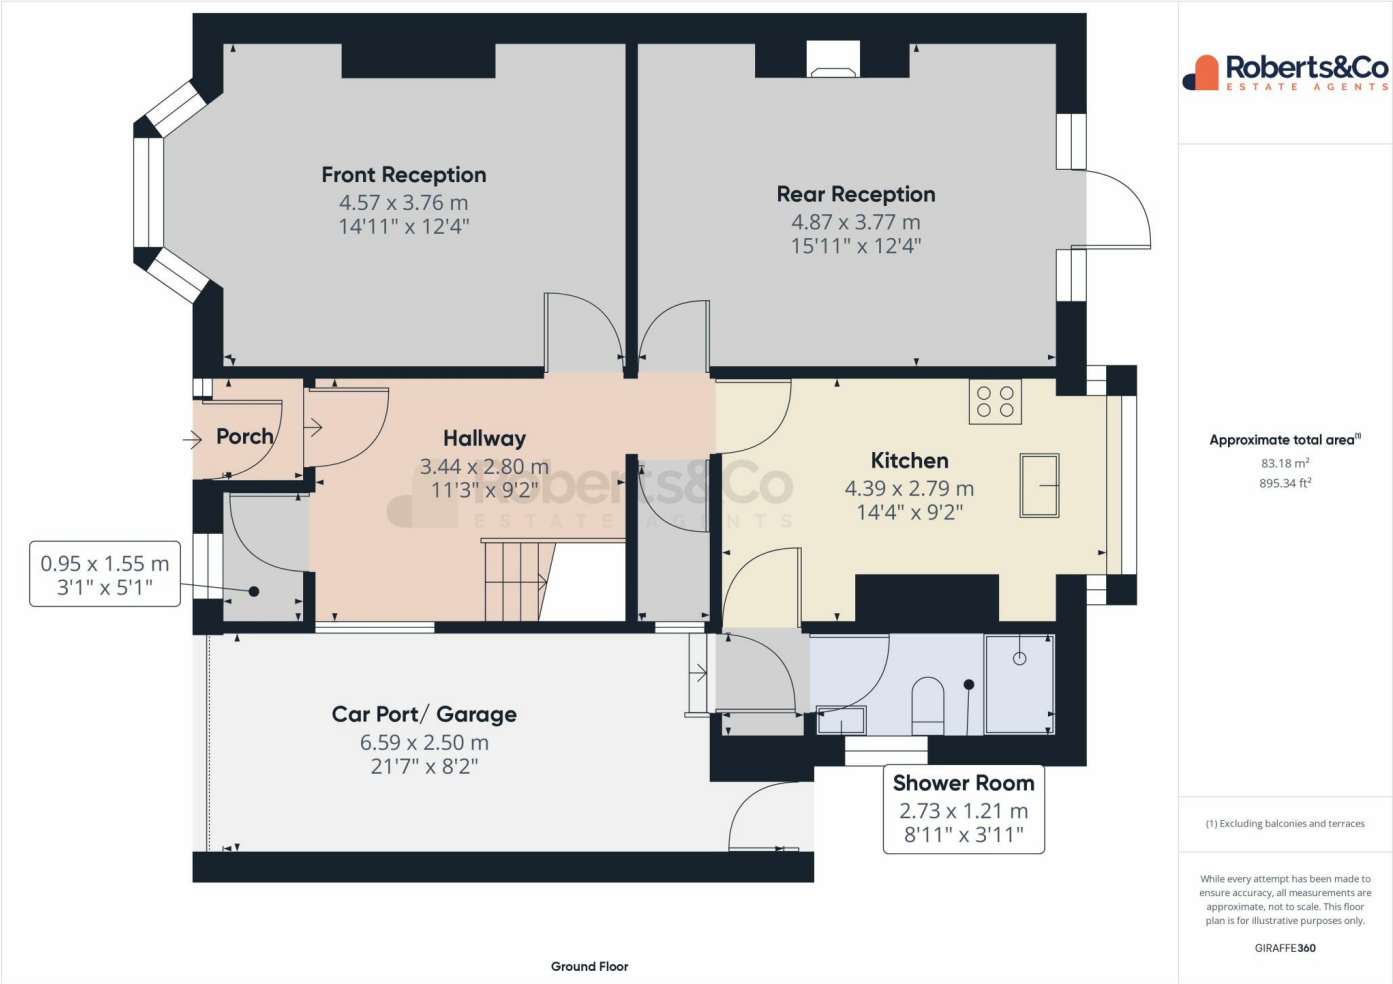 Front Reception
4.57 x 3.76 m
14'11" x 12'4"
Rear Reception
4.87 x 3.77 m
15'11" x 12'4"
Porch
Hallway
3.44 x 2.80 m
11'3" x 9'2"
Kitchen
4.39 x 2.79 m
14'4" x 9'2"
Roberts&Co
ESTATE AGENTS
0.95 x 1.55 m
3'1" x 5'1"
Car Port/ Garage
6.59 x 2.50 m
21'7" x 8'2"
Shower Room
2.73 x 1.21 m
8'11" x 3'11"
Ground Floor
Roberts&Co
ESTATE AGENTS
Approximate total area⁽¹⁾
83.18 m²
895.34 ft²
(1) Excluding balconies and terraces
While every attempt has been made to
ensure accuracy, all measurements are
approximate, not to scale. This floor
plan is for illustrative purposes only.
GIRAFFE360